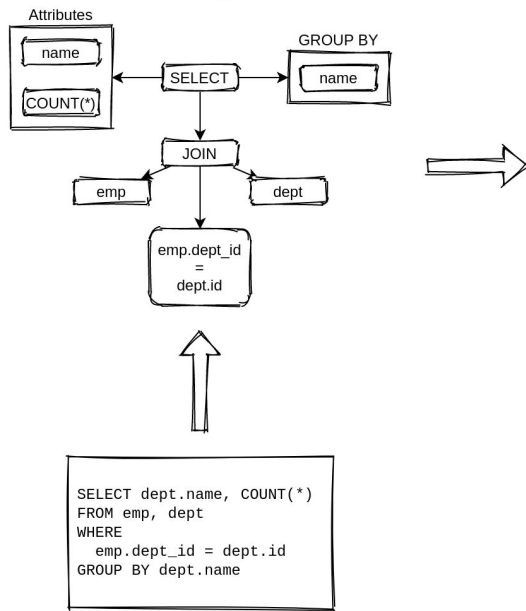 Attributes
name
COUNT(*)
SELECT
GROUP BY
name
JOIN
emp
dept
emp.dept_id
=
dept.id
SELECT dept.name, COUNT(*)
FROM emp, dept
WHERE
  emp.dept_id = dept.id
GROUP BY dept.name